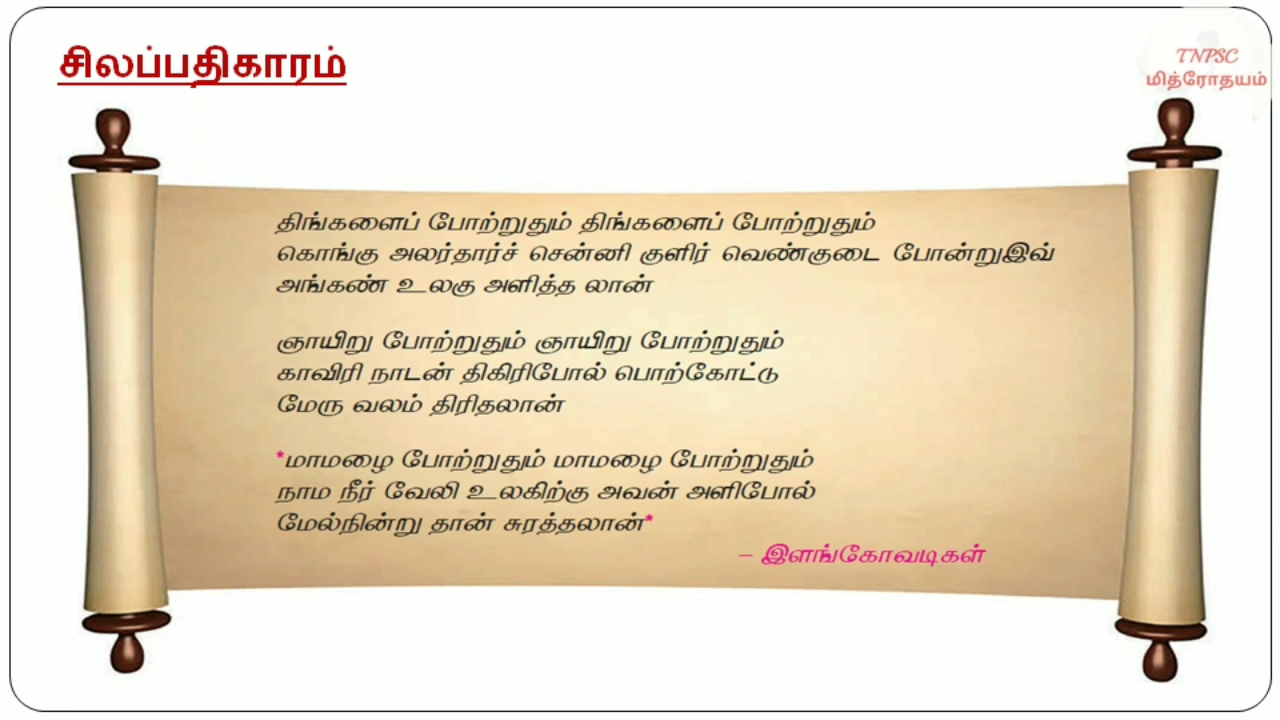 சிலப்பதிகாரம்
TNPSC
மித்ரோதயம்
திங்களைப் போற்றுதும் திங்களைப் போற்றுதும்
கொங்கு அலர்தார்ச் சென்னி குளிர் வெண்குடை போன்றுஇவ்
அங்கண் உலகு அளித்த லான்
ஞாயிறு போற்றுதும் ஞாயிறு போற்றுதும்
காவிரி நாடன் திகிரிபோல் பொற்கோட்டு
மேரு வலம் திரிதலான்
*மாமழை போற்றுதும் மாமழை போற்றுதும்
நாம நீர் வேலி உலகிற்கு அவன் அளிபோல்
மேல்நின்று தான் சுரத்தலான்*
– இளங்கோவடிகள்